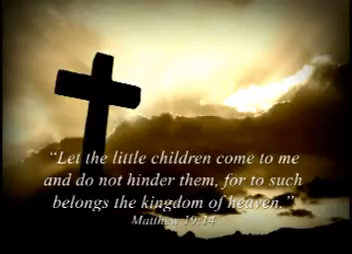 “Let the little children come to me
and do not hinder them, for to such
belongs the kingdom of heaven.”
Matthew 19:14